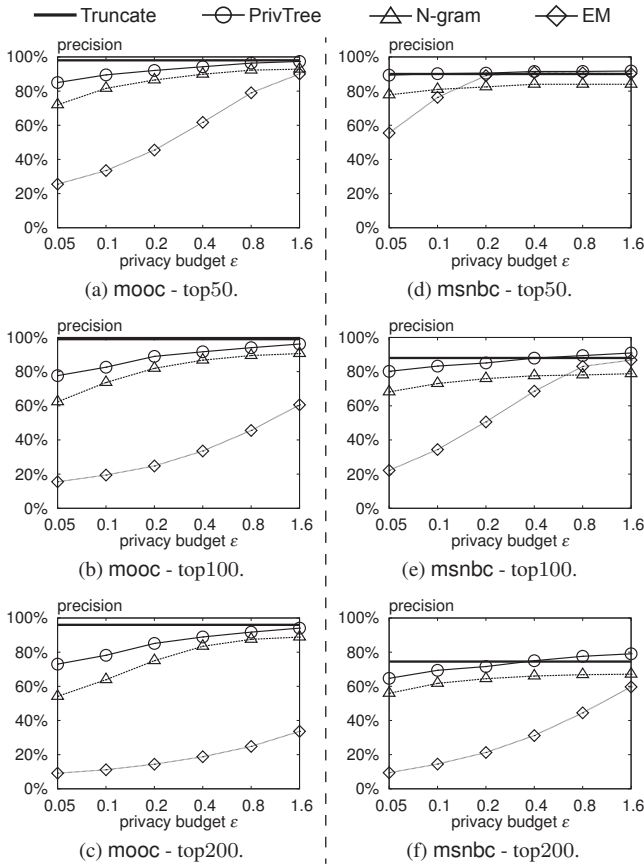 Truncate PrivTree N-gram EM
precision
100%
80%
60%
40%
20%
0%
0.05 0.1 0.2 0.4 0.8 1.6
privacy budget ε
(a) mooc - top50.
precision
100%
80%
60%
40%
20%
0%
0.05 0.1 0.2 0.4 0.8 1.6
privacy budget ε
(b) mooc - top100.
precision
100%
80%
60%
40%
20%
0%
0.05 0.1 0.2 0.4 0.8 1.6
privacy budget ε
(c) mooc - top200.
precision
100%
80%
60%
40%
20%
0%
0.05 0.1 0.2 0.4 0.8 1.6
privacy budget ε
(d) msnbc - top50.
precision
100%
80%
60%
40%
20%
0%
0.05 0.1 0.2 0.4 0.8 1.6
privacy budget ε
(e) msnbc - top100.
precision
100%
80%
60%
40%
20%
0%
0.05 0.1 0.2 0.4 0.8 1.6
privacy budget ε
(f) msnbc - top200.